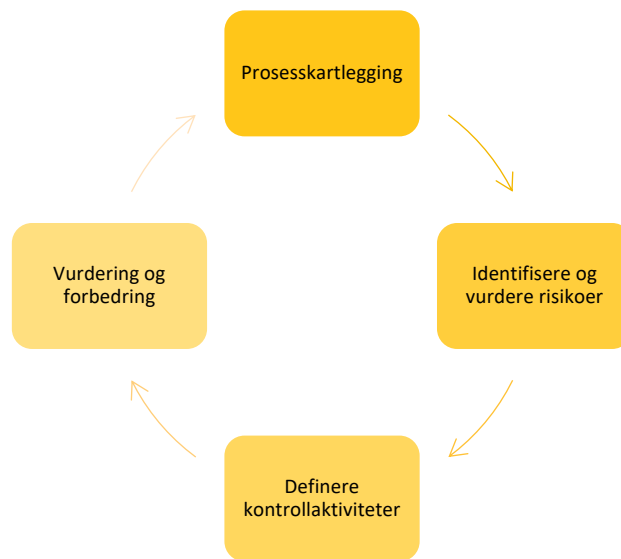 Prosesskartlegging
Identifisere og
vurdere risikoer
Definere
kontrollaktiviteter
Vurdering og
forbedring